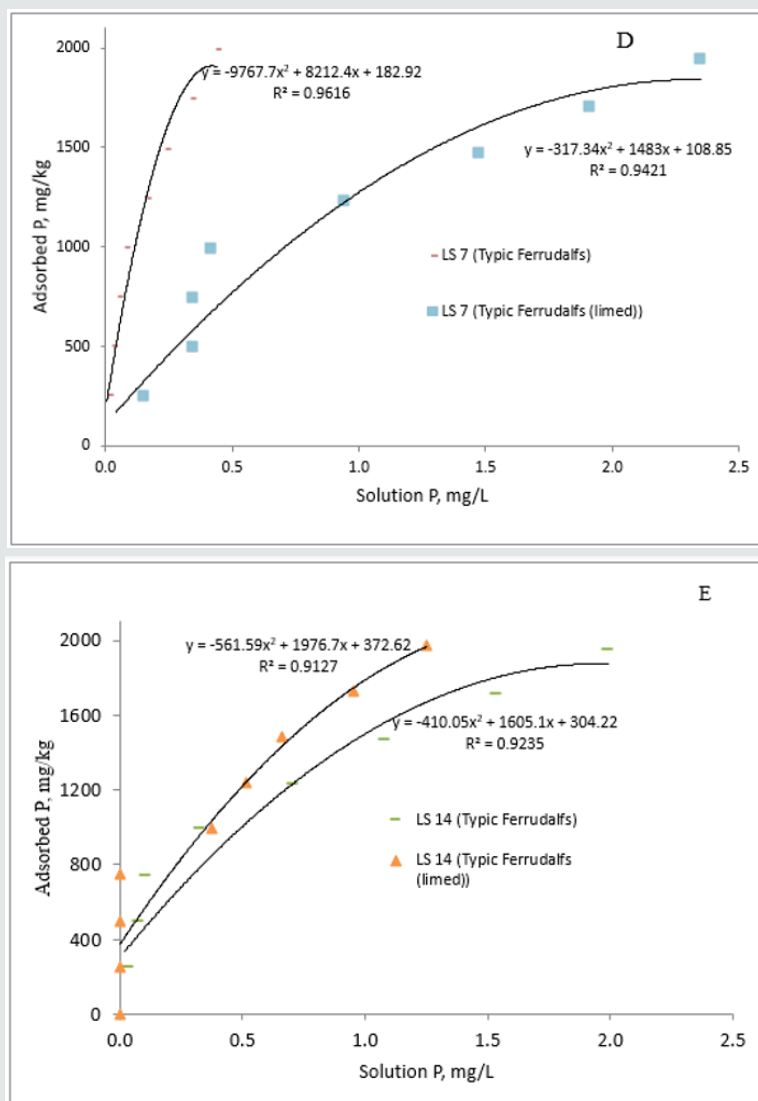 D
2000
y = -9767.7x² + 8212.4x + 182.92
R² = 0.9616
1500
y = -317.34x² + 1483x + 108.85
R² = 0.9421
Adsorbed P, mg/kg
1000
LS 7 (Typic Ferrudalfs)
LS 7 (Typic Ferrudalfs (limed))
500
0
0.0 0.5 1.0 1.5 2.0 2.5
Solution P, mg/L
E
2000
y = -561.59x² + 1976.7x + 372.62
R² = 0.9127
1600
y = -410.05x² + 1605.1x + 304.22
R² = 0.9235
Adsorbed P, mg/kg
1200
LS 14 (Typic Ferrudalfs)
LS 14 (Typic Ferrudalfs
(limed))
800
400
0
0.0 0.5 1.0 1.5 2.0 2.5
Solution P, mg/L